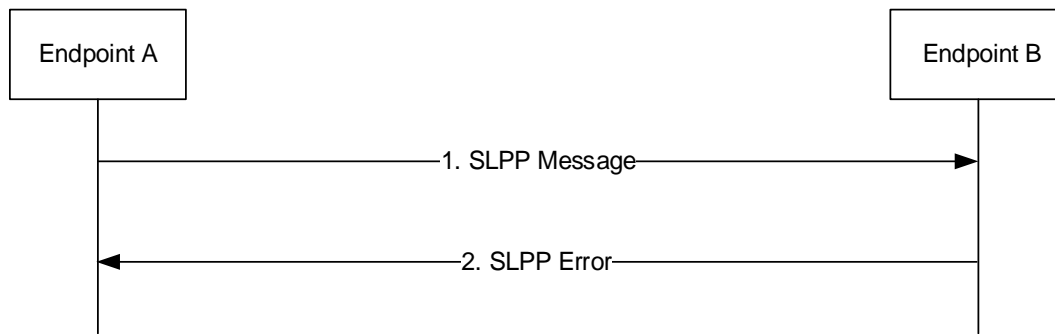 Endpoint A
Endpoint B
1. SLPP Message
2. SLPP Error